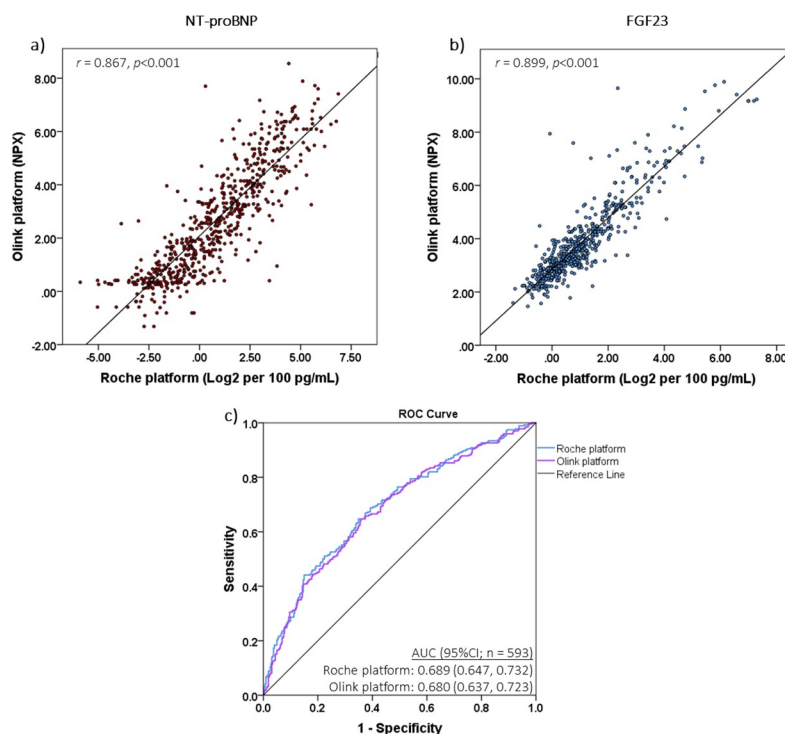 NT-proBNP
FGF23
a)
r = 0.867, p<0.001
8.00
6.00
4.00
2.00
.00
-2.00
Olink platform (NPX)
-5.00 -2.50 .00 2.50 5.00 7.50
Roche platform (Log2 per 100 pg/mL)
b)
r = 0.899, p<0.001
10.00
8.00
6.00
4.00
2.00
.00
Olink platform (NPX)
-2.00 .00 2.00 4.00 6.00 8.00
Roche platform (Log2 per 100 pg/mL)
c)
ROC Curve
1.0
0.8
0.6
0.4
0.2
0.0
Sensitivity
Roche platform
Olink platform
Reference Line
AUC (95%CI; n = 593)
Roche platform: 0.689 (0.647, 0.732)
Olink platform: 0.680 (0.637, 0.723)
0.0 0.2 0.4 0.6 0.8 1.0
1 - Specificity